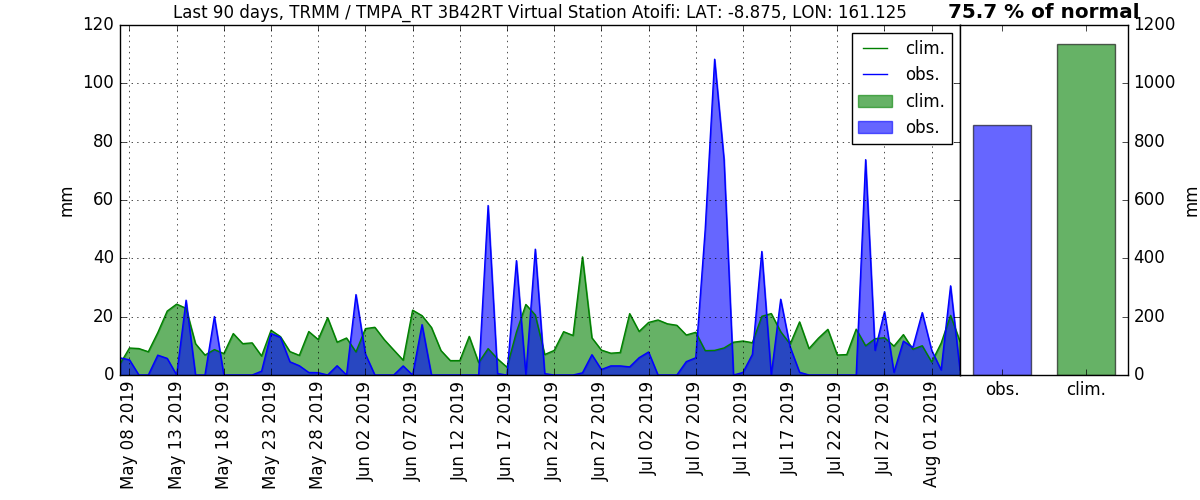 Last 90 days, TRMM / TMPA_RT 3B42RT Virtual Station Atoifi: LAT: -8.875, LON: 161.125
75.7 % of normal
120
100
80
60
40
20
0
mm
clim.
obs.
clim.
obs.
1200
1000
800
600
400
200
0
mm
May 08 2019
May 13 2019
May 18 2019
May 23 2019
May 28 2019
Jun 02 2019
Jun 07 2019
Jun 12 2019
Jun 17 2019
Jun 22 2019
Jun 27 2019
Jul 02 2019
Jul 07 2019
Jul 12 2019
Jul 17 2019
Jul 22 2019
Jul 27 2019
Aug 01 2019
obs.
clim.